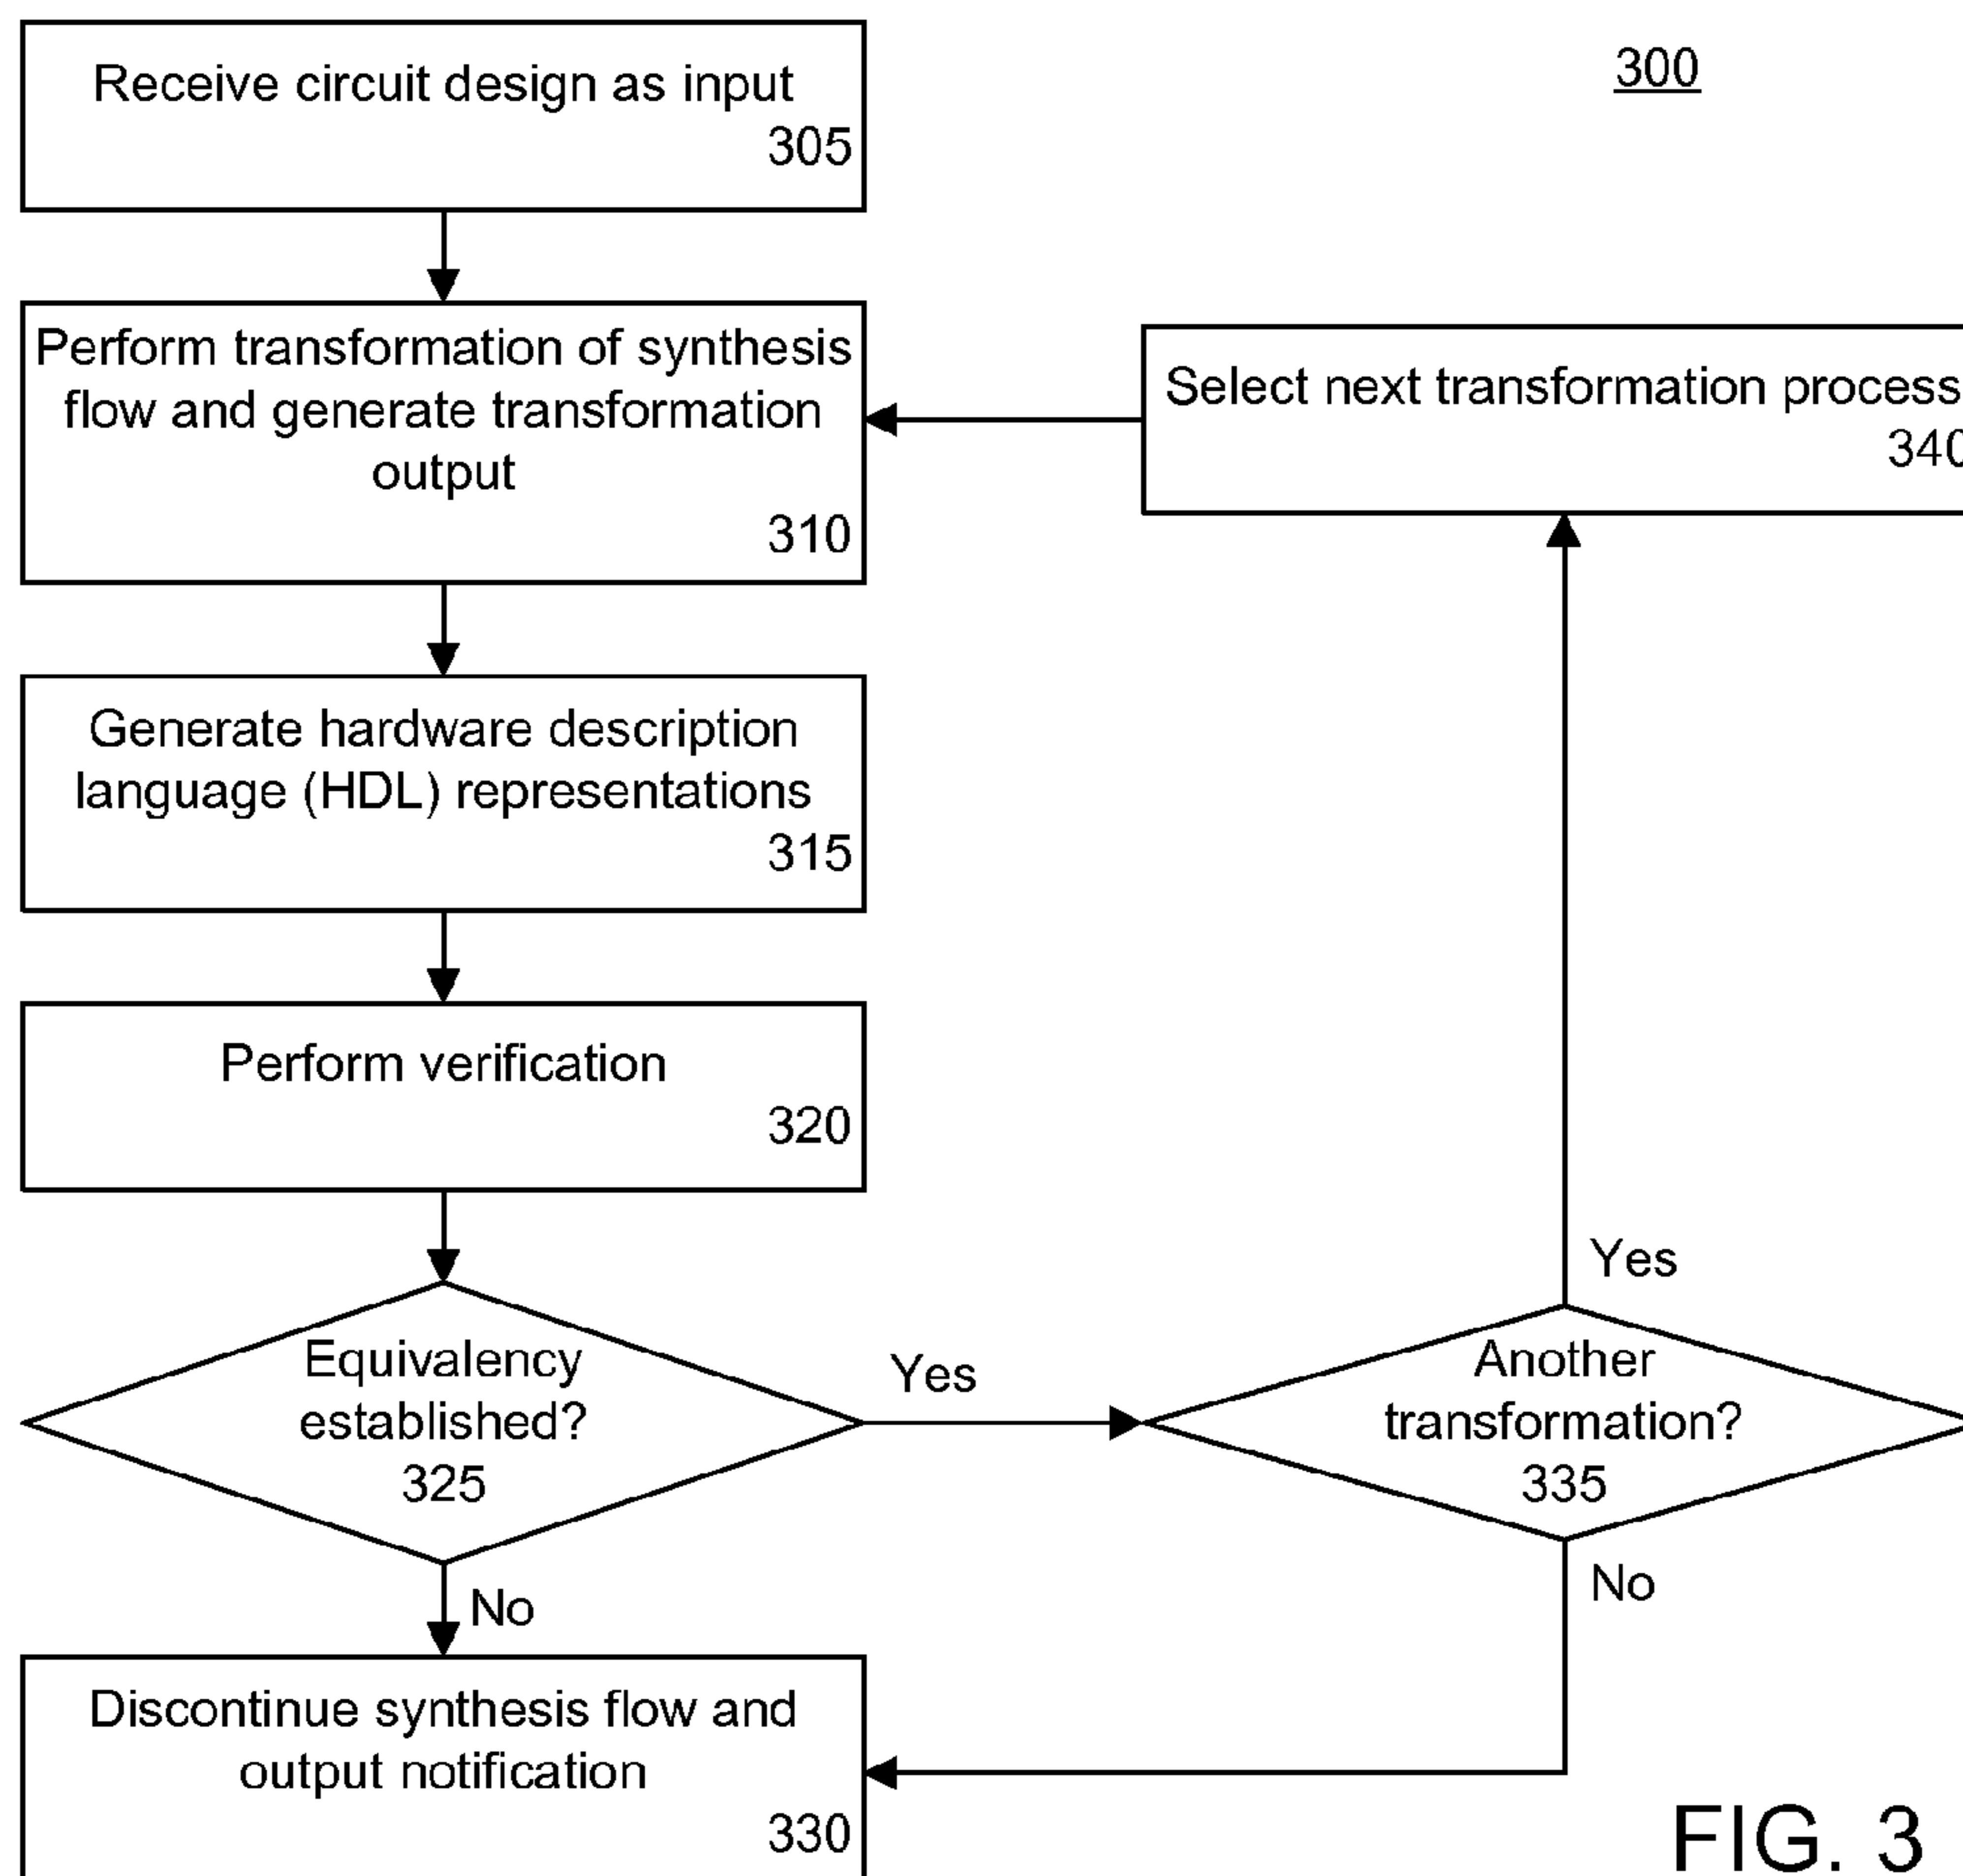 Receive circuit design as input
305
300
Perform transformation of synthesis
flow and generate transformation
output
310
Select next transformation process
340
Generate hardware description
language (HDL) representations
315
Perform verification
320
Equivalency
established?
325
Yes
No
Another
transformation?
335
Yes
No
Discontinue synthesis flow and
output notification
330
FIG. 3